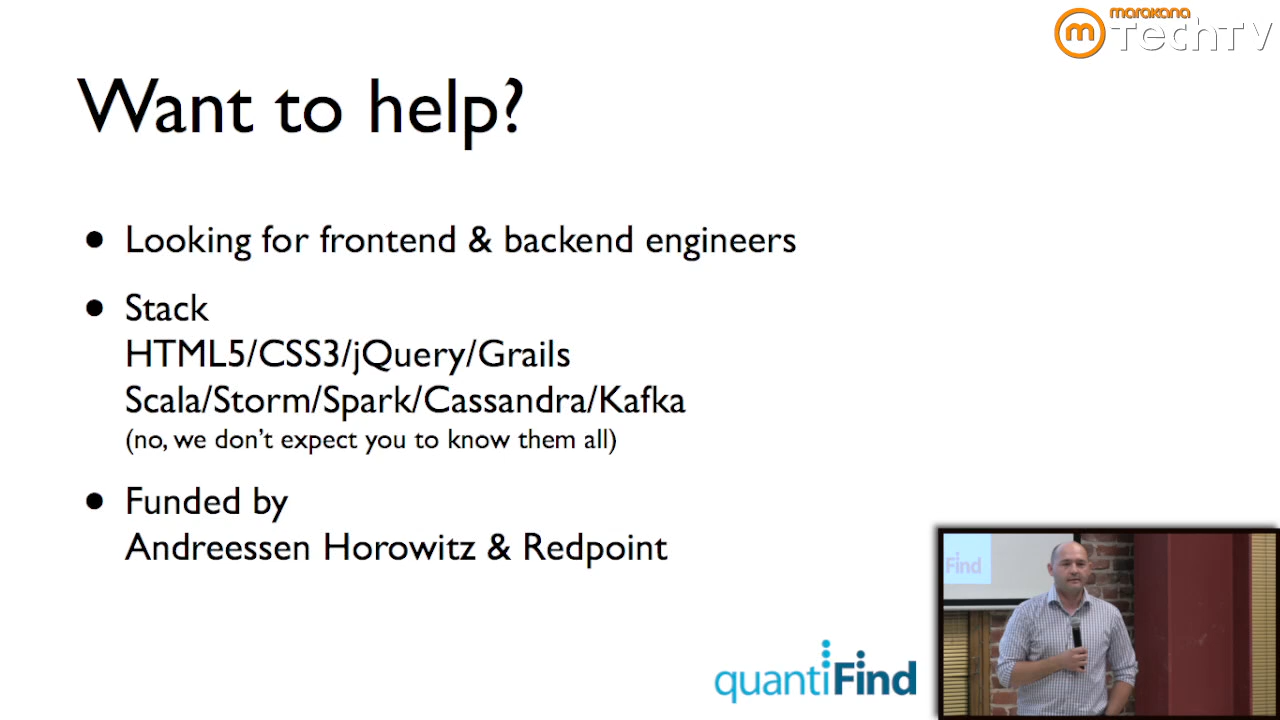 marakana
TechTV
Want to help?
• Looking for frontend & backend engineers
• Stack
HTML5/CSS3/jQuery/Grails
Scala/Storm/Spark/Cassandra/Kafka
(no, we don't expect you to know them all)
• Funded by
Andreessen Horowitz & Redpoint
quantiFind
Find